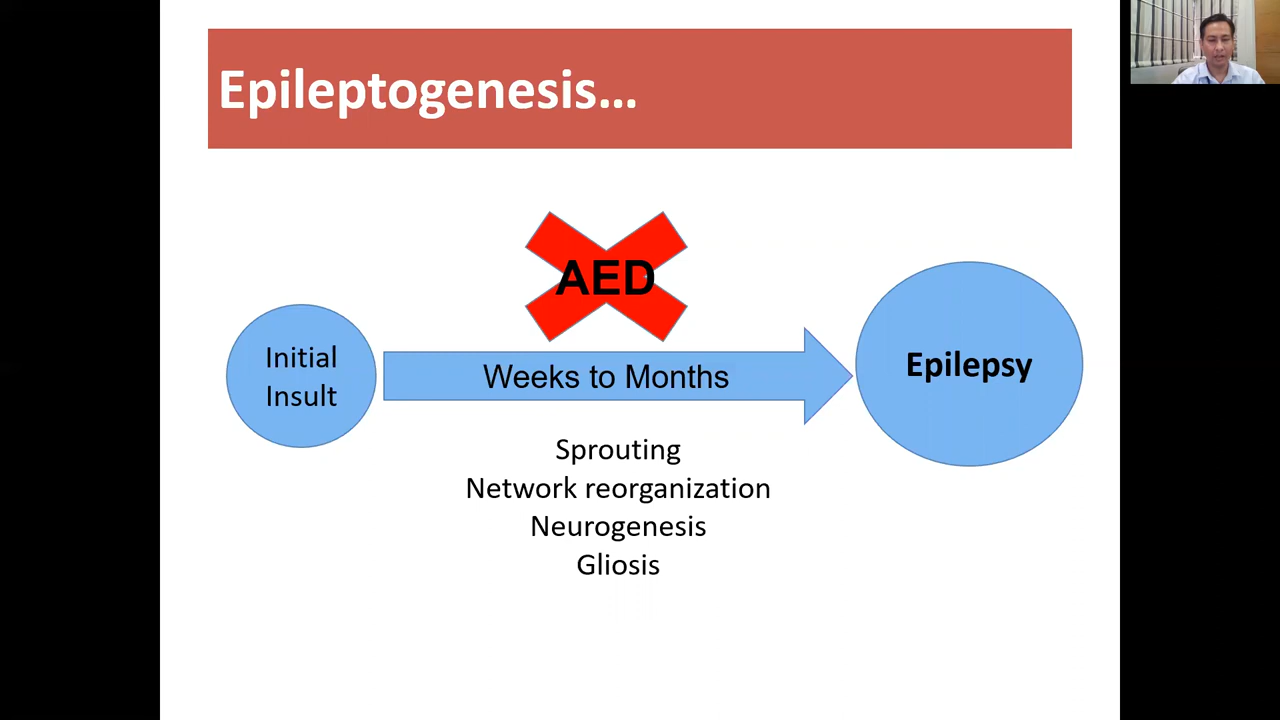 Epileptogenesis...
AED
Initial
Insult
Weeks to Months
Epilepsy
Sprouting
Network reorganization
Neurogenesis
Gliosis